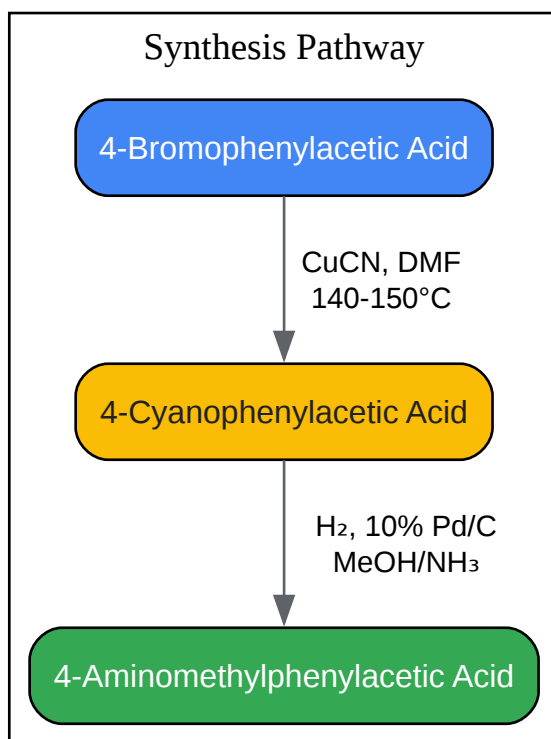 Synthesis Pathway
4-Bromophenylacetic Acid
CuCN, DMF
140-150°C
4-Cyanophenylacetic Acid
H₂, 10% Pd/C
MeOH/NH₃
4-Aminomethylphenylacetic Acid